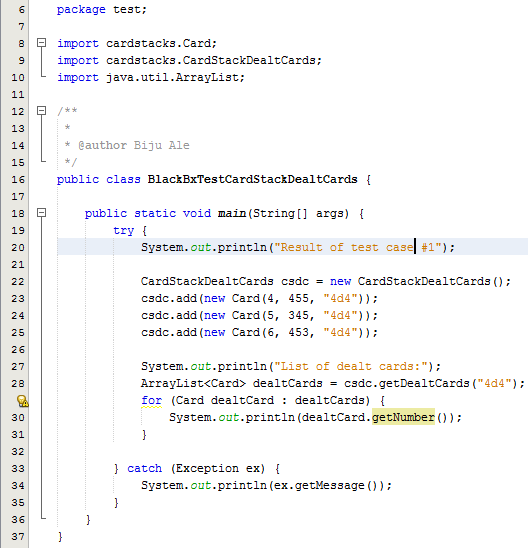 6 package test;
7
8 import cardstacks.Card;
9 import cardstacks.CardStackDealtCards;
10 import java.util.ArrayList;
11
12 /**
13 *
14 * @author Biju Ale
15 */
16 public class BlackBxTestCardStackDealtCards {
17
18 public static void main(String[] args) {
19 try {
20 System.out.println("Result of test case #1");
21
22 CardStackDealtCards csdc = new CardStackDealtCards();
23 csdc.add(new Card(4, 455, "4d4"));
24 csdc.add(new Card(5, 345, "4d4"));
25 csdc.add(new Card(6, 453, "4d4"));
26
27 System.out.println("List of dealt cards:");
28 ArrayList<Card> dealtCards = csdc.getDealtCards("4d4");
for (Card dealtCard : dealtCards) {
30 System.out.println(dealtCard.getNumber());
31 }
32
33 } catch (Exception ex) {
34 System.out.println(ex.getMessage());
35 }
36 }
37 }